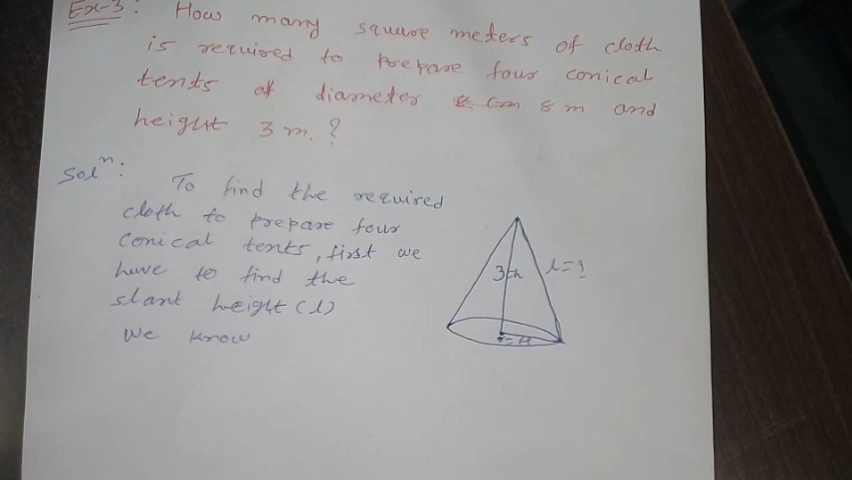 Ex-3: How many square meters of cloth
is required to prepare four conical
tents of diameter cm 8 m and
height 3 m. ?
Solⁿ:
To find the required
cloth to prepare four
conical tents, first we
have to find the
slant height (l)
We know
3=h
l=?
r=4